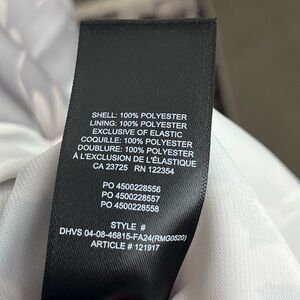 SHELL: 100% POLYESTER
LINING: 100% POLYESTER
EXCLUSIVE OF ELASTIC
COQUILLE: 100% POLYESTER
DOUBLURE: 100% POLYESTER
À L'EXCLUSION DE L'ÉLASTIQUE
CA 23725 RN 122354
PO 4500228556
PO 4500228557
PO 4500228558
STYLE #
DHVS 04-08-46815-FA24(RMG0820)
ARTICLE # 121917